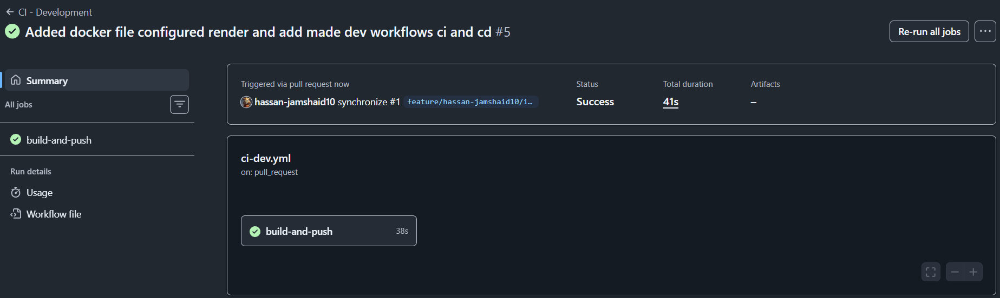 CI - Development
Added docker file configured render and add made dev workflows ci and cd #5
Re-run all jobs
Summary
All jobs
build-and-push
Run details
Usage
Workflow file
Triggered via pull request now
hassan-jamshaid10 synchronize #1 feature/hassan-jamshaid10/i…
Status
Success
Total duration
41s
Artifacts
–
ci-dev.yml
on: pull_request
build-and-push 38s